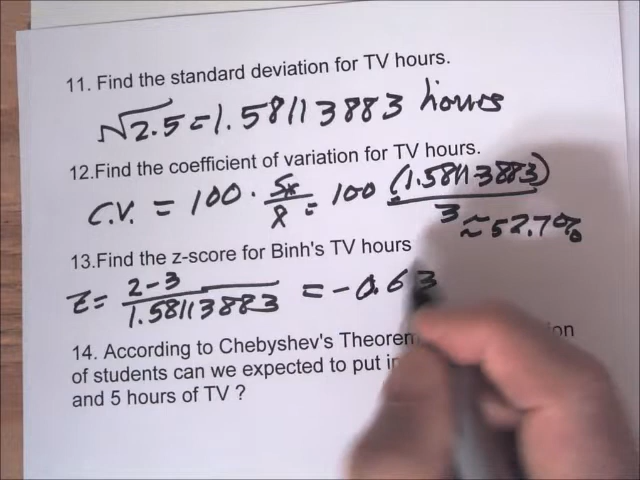 11. Find the standard deviation for TV hours.
√2.5 = 1.58113883 hours
12.Find the coefficient of variation for TV hours.
C.V. = 100 · Sx/x̄ = 100 (1.58113883)/3 ≈ 52.7%
13.Find the z-score for Binh's TV hours
z = 2-3/1.58113883 = -0.63
14. According to Chebyshev's Theorem
of students can we expected to put in
and 5 hours of TV ?